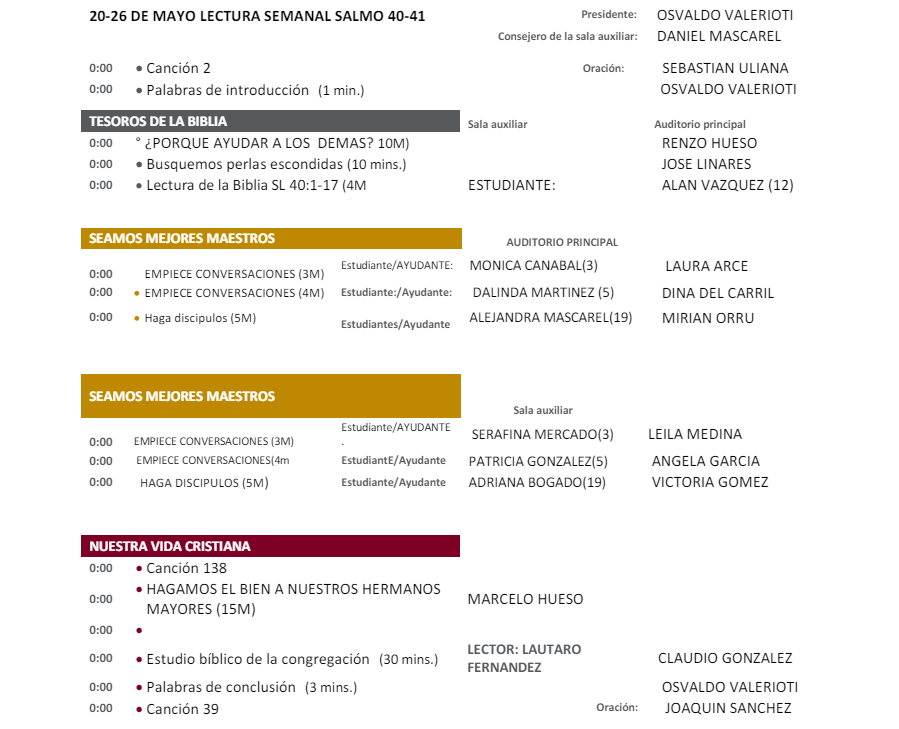 20-26 DE MAYO LECTURA SEMANAL SALMO 40-41 Presidente: OSVALDO VALERIOTI
Consejero de la sala auxiliar: DANIEL MASCAREL
0:00 • Canción 2 Oración: SEBASTIAN ULIANA
0:00 • Palabras de introducción (1 min.) OSVALDO VALERIOTI
TESOROS DE LA BIBLIA Sala auxiliar Auditorio principal
0:00 ° ¿PORQUE AYUDAR A LOS DEMAS? 10M) RENZO HUESO
0:00 • Busquemos perlas escondidas (10 mins.) JOSE LINARES
0:00 • Lectura de la Biblia SL 40:1-17 (4M ESTUDIANTE: ALAN VAZQUEZ (12)
SEAMOS MEJORES MAESTROS AUDITORIO PRINCIPAL
0:00 EMPIECE CONVERSACIONES (3M) Estudiante/AYUDANTE: MONICA CANABAL(3) LAURA ARCE
0:00 • EMPIECE CONVERSACIONES (4M) Estudiante:/Ayudante: DALINDA MARTINEZ (5) DINA DEL CARRIL
0:00 • Haga discipulos (5M) Estudiantes/Ayudante ALEJANDRA MASCAREL(19) MIRIAN ORRU
SEAMOS MEJORES MAESTROS
Sala auxiliar
0:00 EMPIECE CONVERSACIONES (3M) Estudiante/AYUDANTE . SERAFINA MERCADO(3) LEILA MEDINA
0:00 EMPIECE CONVERSACIONES(4m EstudiantE/Ayudante PATRICIA GONZALEZ(5) ANGELA GARCIA
0:00 HAGA DISCIPULOS (5M) Estudiante/Ayudante ADRIANA BOGADO(19) VICTORIA GOMEZ
NUESTRA VIDA CRISTIANA
0:00 • Canción 138
0:00 • HAGAMOS EL BIEN A NUESTROS HERMANOS
MAYORES (15M) MARCELO HUESO
0:00 •
0:00 • Estudio bíblico de la congregación (30 mins.) LECTOR: LAUTARO
FERNANDEZ CLAUDIO GONZALEZ
0:00 • Palabras de conclusión (3 mins.) OSVALDO VALERIOTI
0:00 • Canción 39 Oración: JOAQUIN SANCHEZ